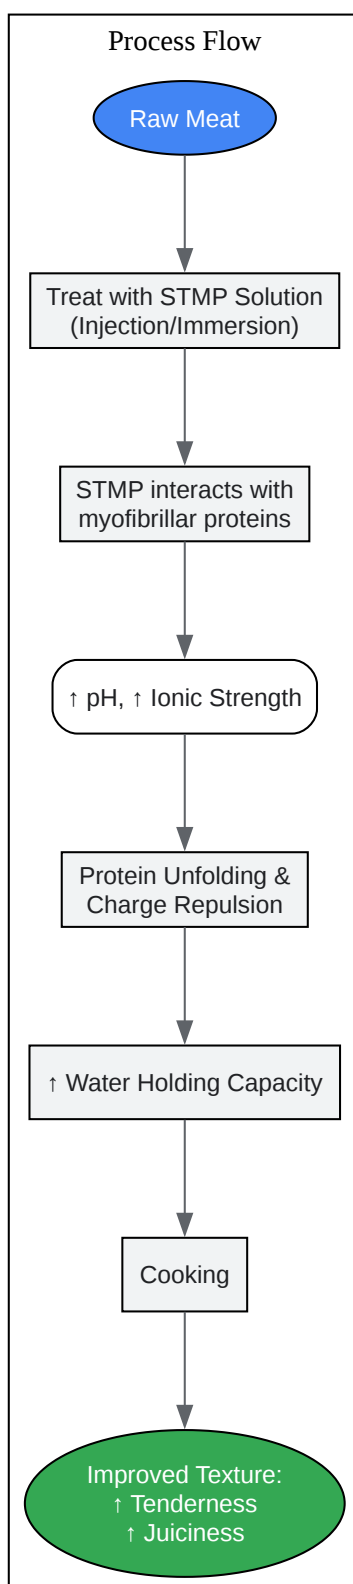 Process Flow
Raw Meat
Treat with STMP Solution
(Injection/Immersion)
STMP interacts with
myofibrillar proteins
↑ pH, ↑ Ionic Strength
Protein Unfolding &
Charge Repulsion
↑ Water Holding Capacity
Cooking
Improved Texture:
↑ Tenderness
↑ Juiciness